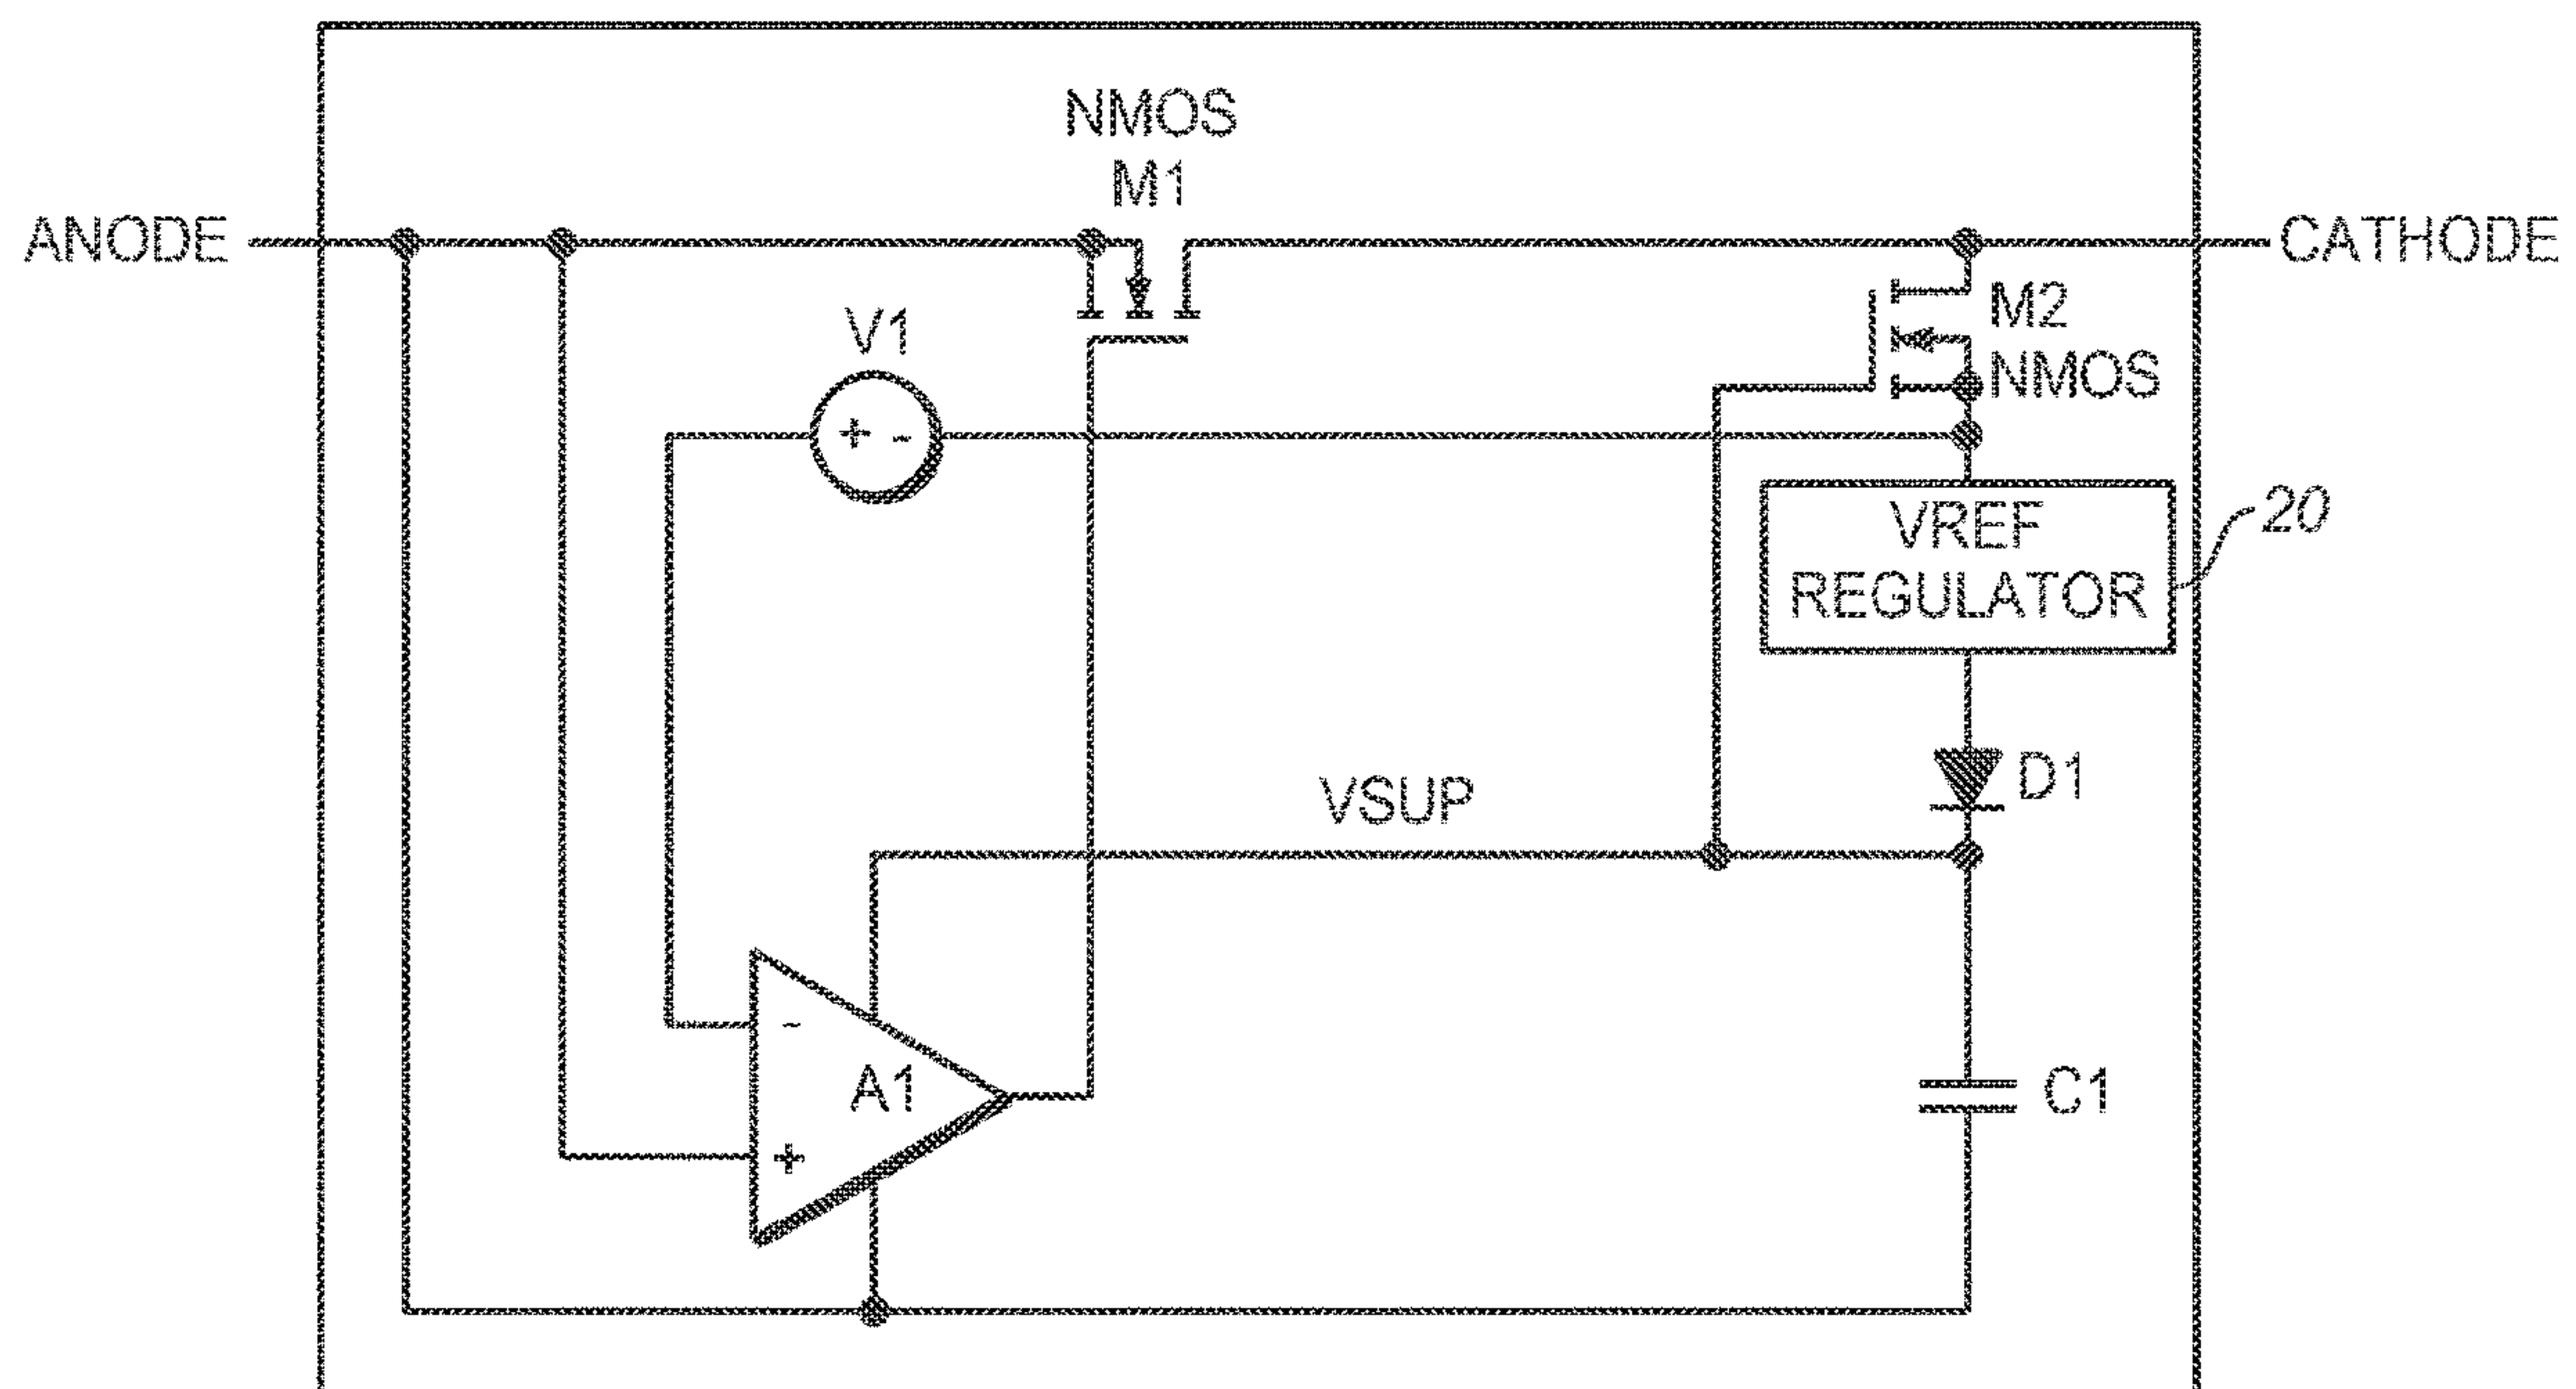 NMOS
M1
ANODE
CATHODE
M2
NMOS
V1
+ -
VREF
REGULATOR
20
D1
VSUP
-
A1
+
C1